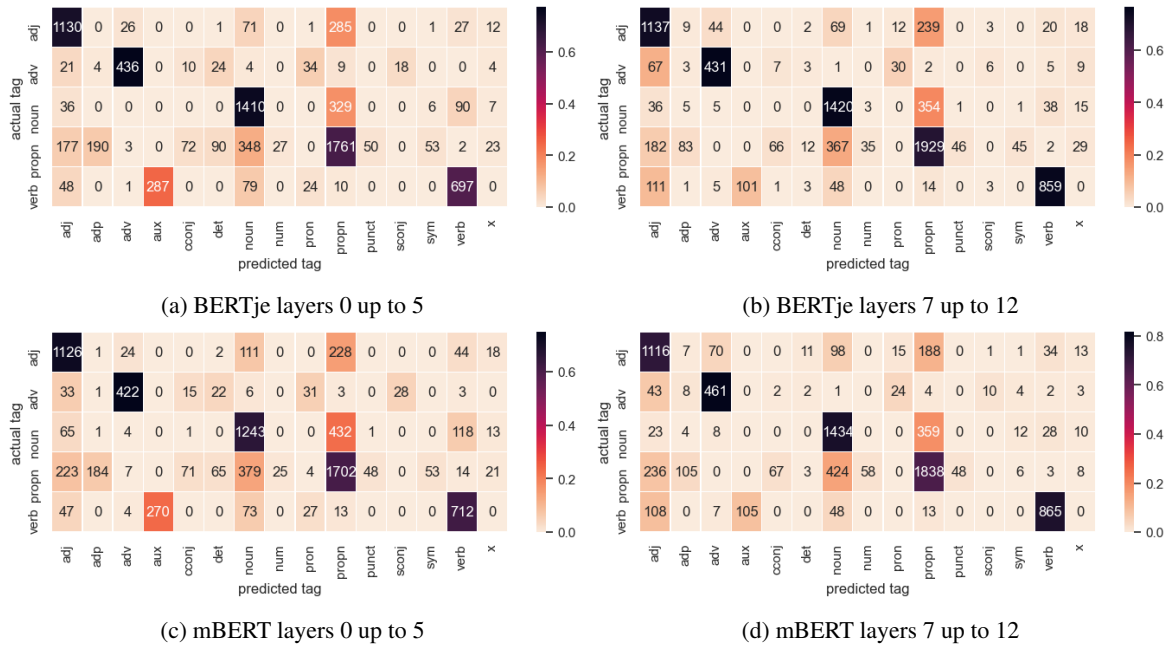 actual tag
adj 1130 0 26 0 0 1 71 0 1 285 0 1 27 12
adv 21 4 436 0 10 24 4 0 34 9 0 18 0 0 4
noun 36 0 0 0 0 0 1410 0 0 329 0 0 6 90 7
propn 177 190 3 0 72 90 348 27 0 1761 50 0 53 2 23
verb 48 0 1 287 0 0 79 0 24 10 0 0 0 697 0
adj adp adv aux cconj det noun num pron propn punct sconj sym verb x
predicted tag
0.6
0.4
0.2
0.0
(a) BERTje layers 0 up to 5
actual tag
adj 1137 9 44 0 0 2 69 1 12 239 0 3 0 20 18
adv 67 3 431 0 7 3 1 0 30 2 0 6 0 5 9
noun 36 5 5 0 0 0 1420 3 0 354 1 0 1 38 15
propn 182 83 0 0 66 12 367 35 0 1929 46 0 45 2 29
verb 111 1 5 101 1 3 48 0 0 14 0 3 0 859 0
adj adp adv aux cconj det noun num pron propn punct sconj sym verb x
predicted tag
0.6
0.4
0.2
0.0
(b) BERTje layers 7 up to 12
actual tag
adj 1126 1 24 0 0 2 111 0 0 228 0 0 0 44 18
adv 33 1 422 0 15 22 6 0 31 3 0 28 0 3 0
noun 65 1 4 0 1 0 1243 0 0 432 1 0 0 118 13
propn 223 184 7 0 71 65 379 25 4 1702 48 0 53 14 21
verb 47 0 4 270 0 0 73 0 27 13 0 0 0 712 0
adj adp adv aux cconj det noun num pron propn punct sconj sym verb x
predicted tag
0.6
0.4
0.2
0.0
(c) mBERT layers 0 up to 5
actual tag
adj 1116 7 70 0 0 11 98 0 15 188 0 1 1 34 13
adv 43 8 461 0 2 2 1 0 24 4 0 10 4 2 3
noun 23 4 8 0 0 0 1434 0 0 359 0 0 12 28 10
propn 236 105 0 0 67 3 424 58 0 1838 48 0 6 3 8
verb 108 0 7 105 0 0 48 0 0 13 0 0 0 865 0
adj adp adv aux cconj det noun num pron propn punct sconj sym verb x
predicted tag
0.8
0.6
0.4
0.2
0.0
(d) mBERT layers 7 up to 12